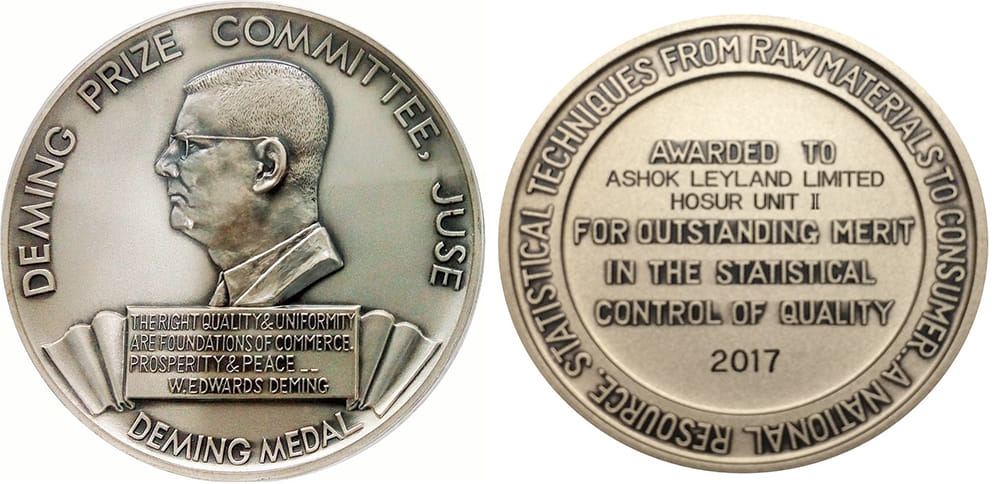 DEMING PRIZE COMMITTEE, JUSE
THE RIGHT QUALITY & UNIFORMITY
ARE FOUNDATIONS OF COMMERCE.
PROSPERITY & PEACE __
W. EDWARDS DEMING
DEMING MEDAL
STATISTICAL TECHNIQUES FROM RAW MATERIALS TO CONSUMER... A NATIONAL RESOURCE.
AWARDED TO
ASHOK LEYLAND LIMITED
HOSUR UNIT II
FOR OUTSTANDING MERIT
IN THE STATISTICAL
CONTROL OF QUALITY
2017